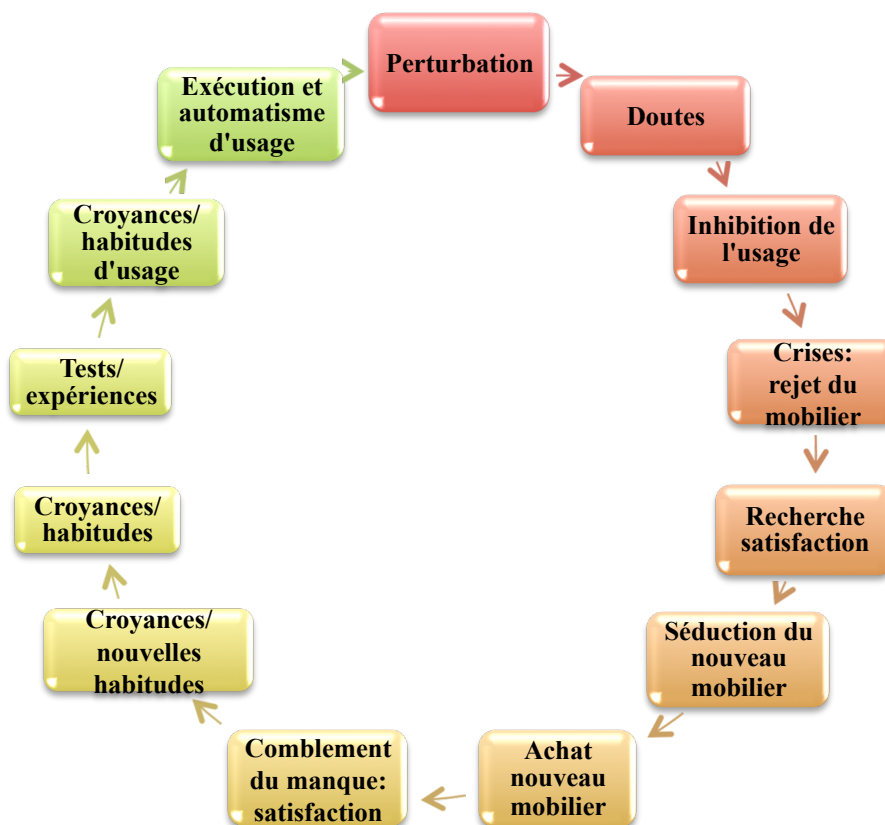 Perturbation
Doutes
Inhibition de
l'usage
Crises:
rejet du
mobilier
Recherche
satisfaction
Séduction du
nouveau
mobilier
Achat
nouveau
mobilier
Comblement
du manque:
satisfaction
Croyances/
nouvelles
habitudes
Croyances/
habitudes
Tests/
expériences
Croyances/
habitudes
d'usage
Exécution et
automatisme
d'usage